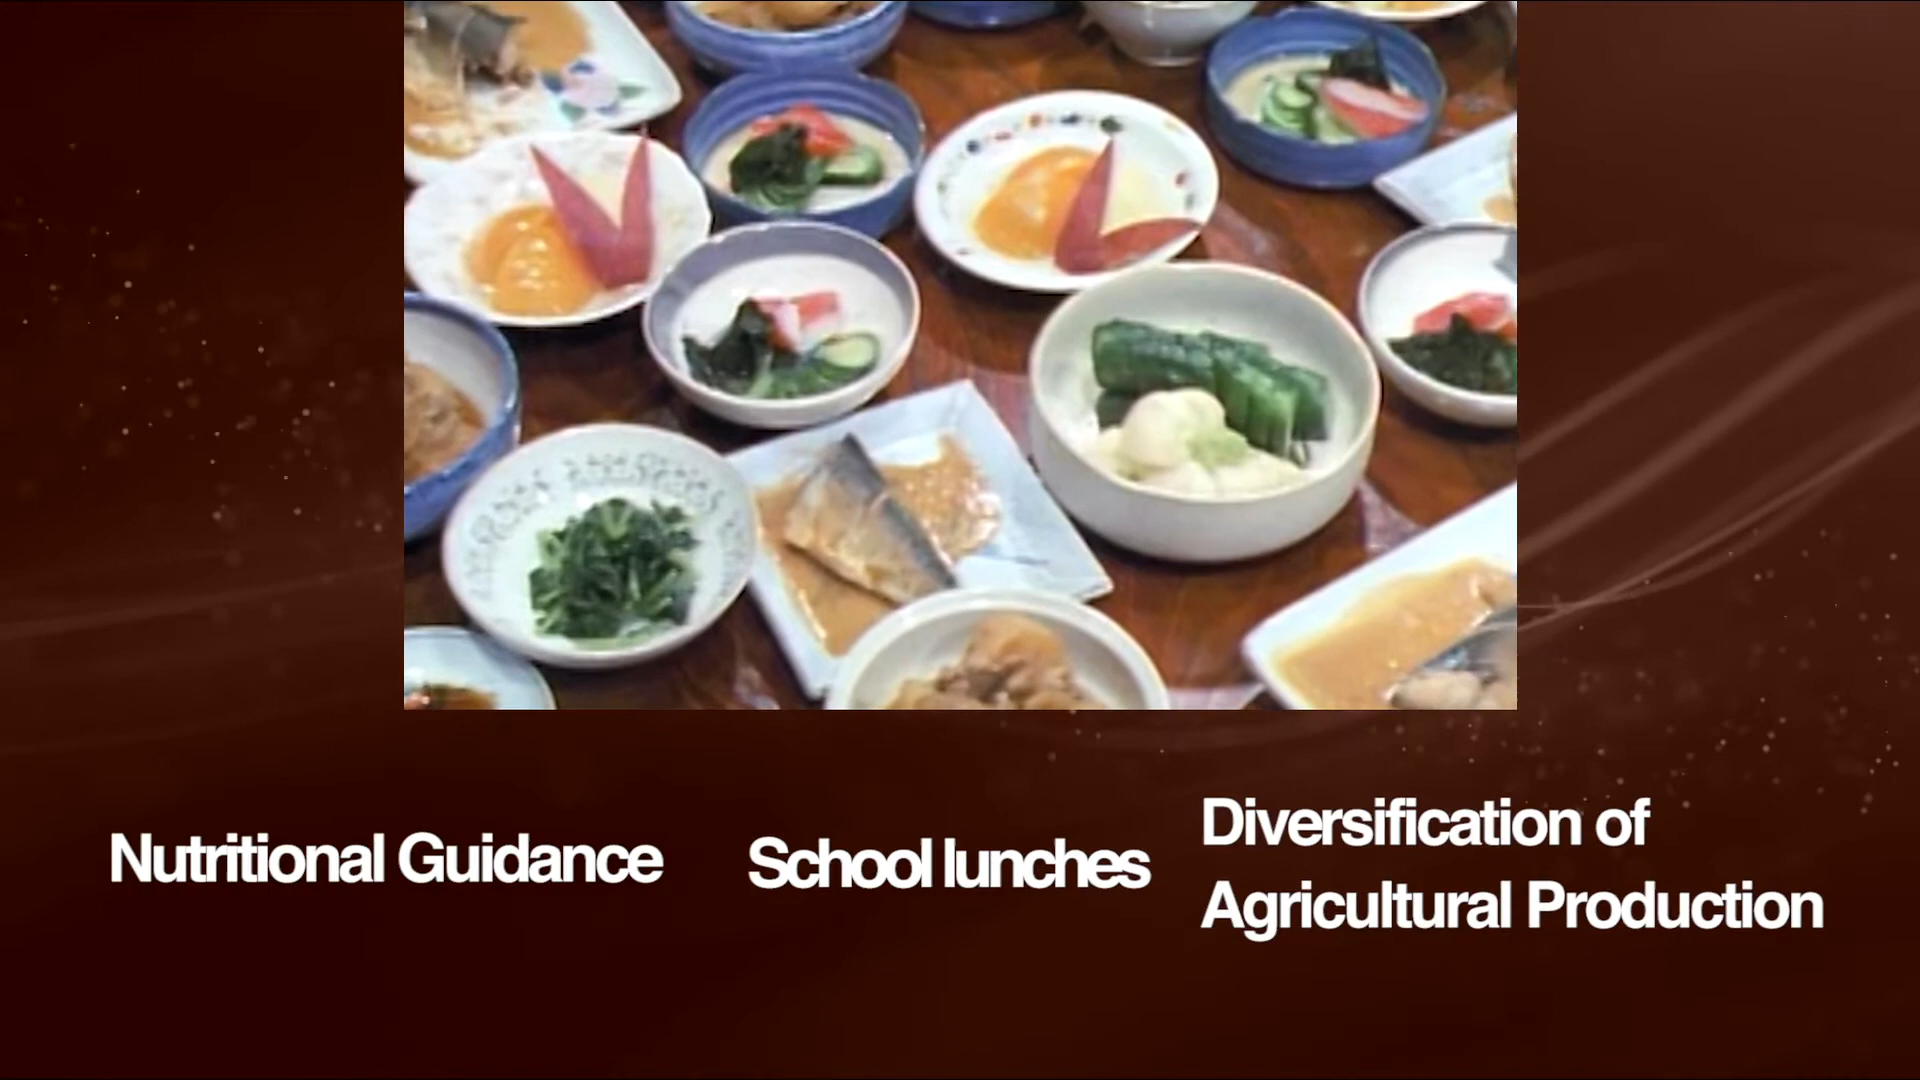 Nutritional Guidance
School lunches
Diversification of
Agricultural Production